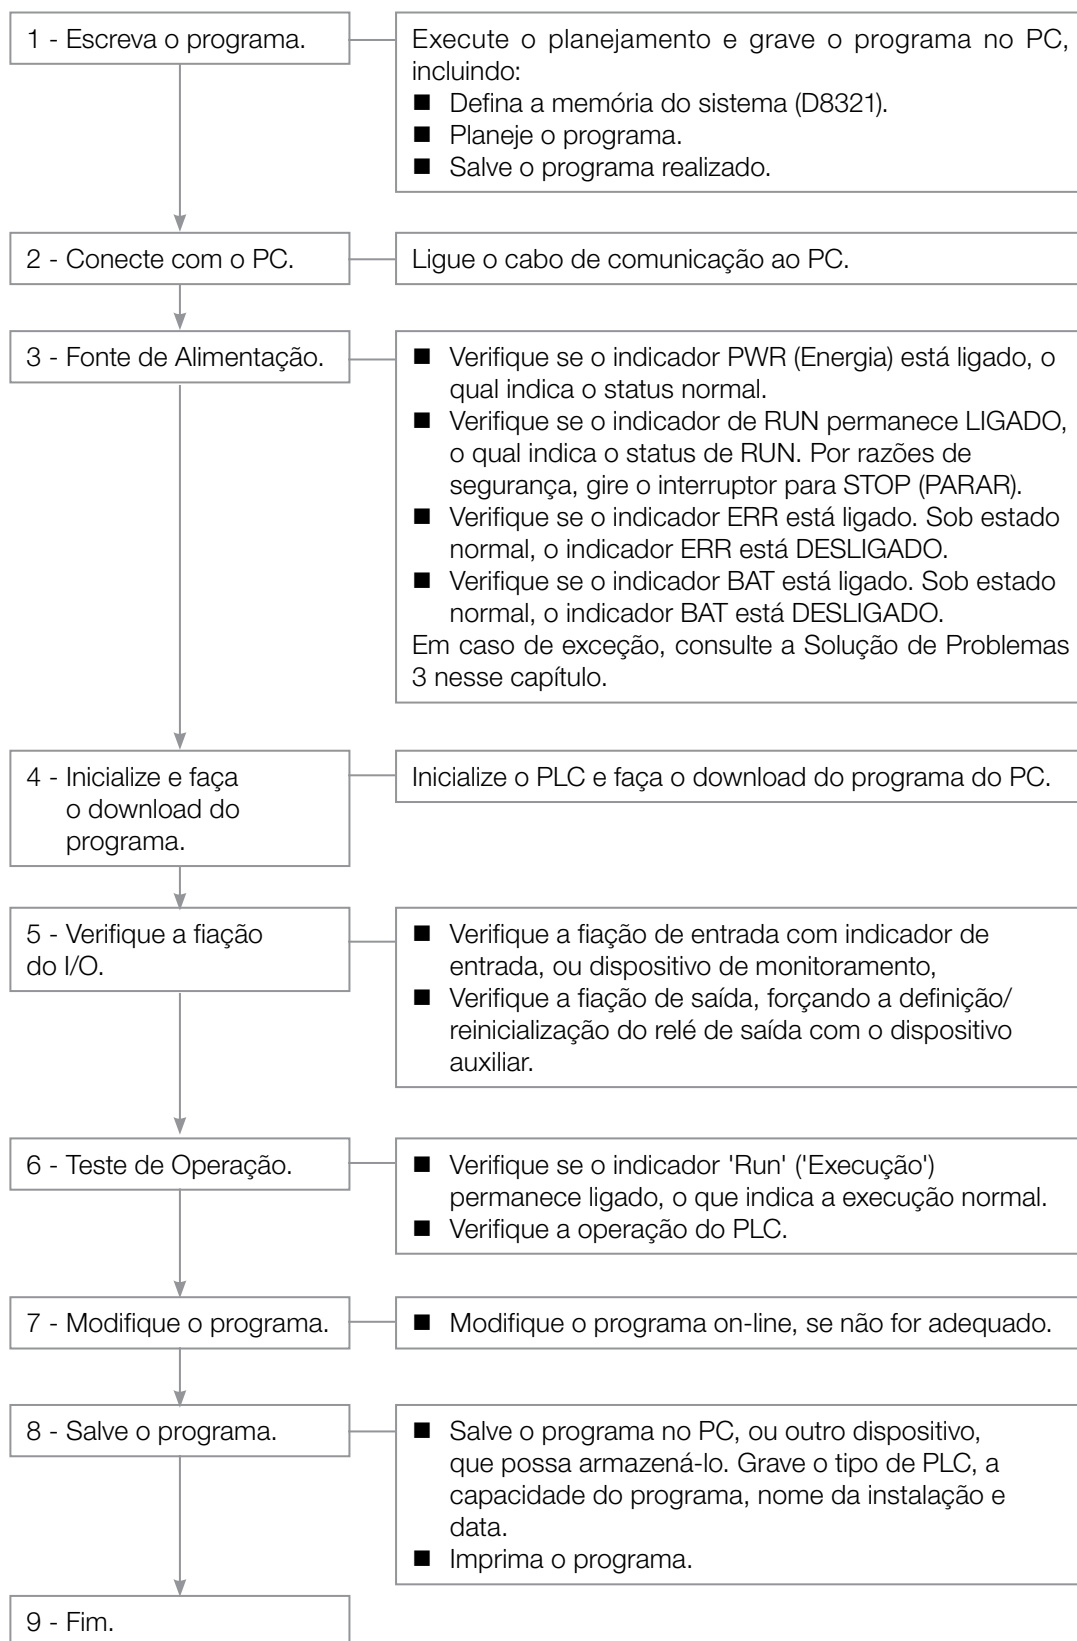 1 - Escreva o programa.
Execute o planejamento e grave o programa no PC,
incluindo:
■ Defina a memória do sistema (D8321).
■ Planeje o programa.
■ Salve o programa realizado.
2 - Conecte com o PC.
Ligue o cabo de comunicação ao PC.
3 - Fonte de Alimentação.
■ Verifique se o indicador PWR (Energia) está ligado, o
qual indica o status normal.
■ Verifique se o indicador de RUN permanece LIGADO,
o qual indica o status de RUN. Por razões de
segurança, gire o interruptor para STOP (PARAR).
■ Verifique se o indicador ERR está ligado. Sob estado
normal, o indicador ERR está DESLIGADO.
■ Verifique se o indicador BAT está ligado. Sob estado
normal, o indicador BAT está DESLIGADO.
Em caso de exceção, consulte a Solução de Problemas
3 nesse capítulo.
4 - Inicialize e faça
o download do
programa.
Inicialize o PLC e faça o download do programa do PC.
5 - Verifique a fiação
do I/O.
■ Verifique a fiação de entrada com indicador de
entrada, ou dispositivo de monitoramento,
■ Verifique a fiação de saída, forçando a definição/
reinicialização do relé de saída com o dispositivo
auxiliar.
6 - Teste de Operação.
■ Verifique se o indicador 'Run' ('Execução')
permanece ligado, o que indica a execução normal.
■ Verifique a operação do PLC.
7 - Modifique o programa.
■ Modifique o programa on-line, se não for adequado.
8 - Salve o programa.
■ Salve o programa no PC, ou outro dispositivo,
que possa armazená-lo. Grave o tipo de PLC, a
capacidade do programa, nome da instalação e
data.
■ Imprima o programa.
9 - Fim.